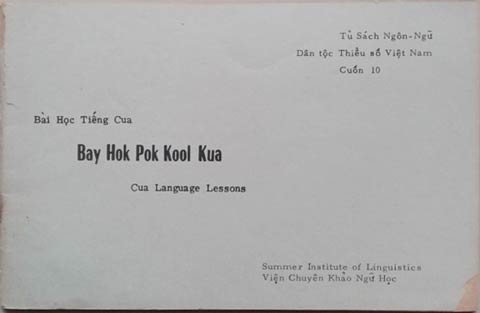 Tủ Sách Ngôn-Ngữ
Dân tộc Thiểu số Việt Nam
Cuốn 10
Bài Học Tiếng Cua
Bay Hok Pok Kool Kua
Cua Language Lessons
Summer Institute of Linguistics
Viện Chuyên Khảo Ngữ Học